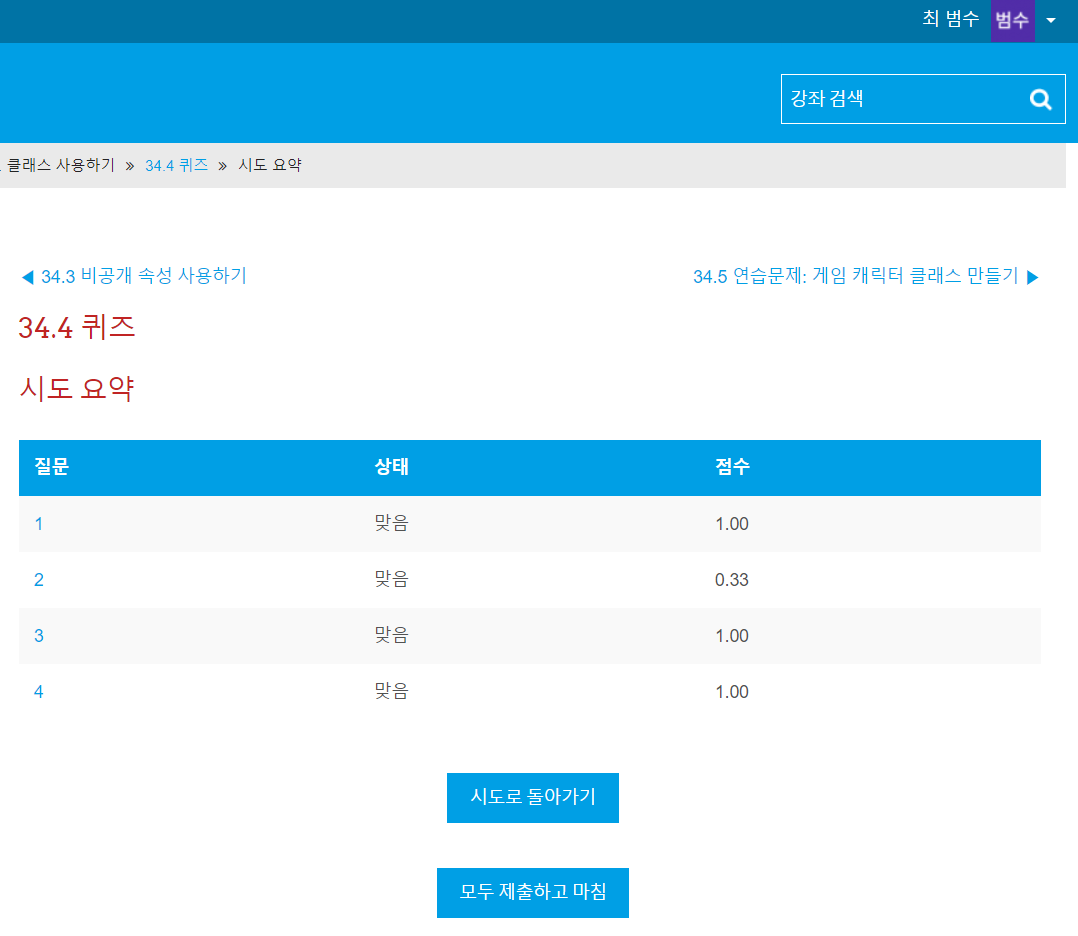 최 범수 범수
강좌 검색
클래스 사용하기 » 34.4 퀴즈 » 시도 요약
◀ 34.3 비공개 속성 사용하기
34.5 연습문제: 게임 캐릭터 클래스 만들기 ▶
34.4 퀴즈
시도 요약
질문 상태 점수
1 맞음 1.00
2 맞음 0.33
3 맞음 1.00
4 맞음 1.00
시도로 돌아가기
모두 제출하고 마침